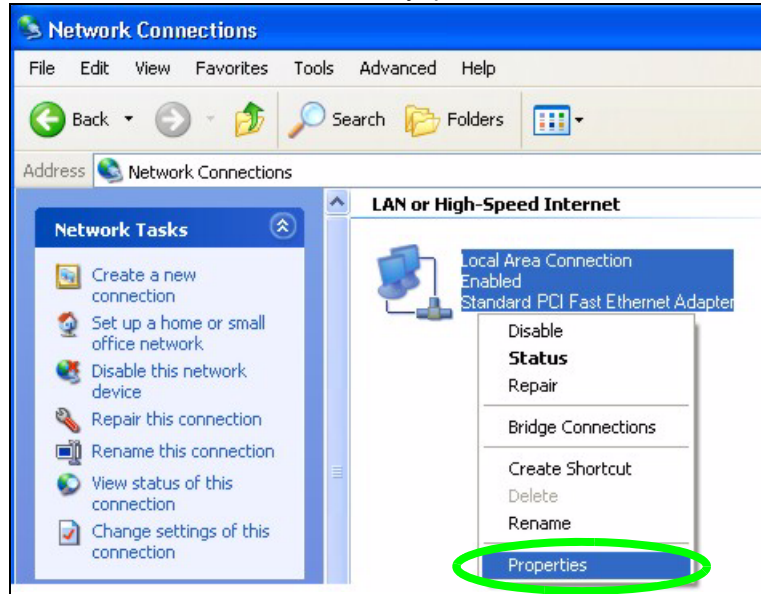 Network Connections
File Edit View Favorites Tools Advanced Help
Back Search Folders
Address Network Connections
Network Tasks
Create a new
connection
Set up a home or small
office network
Disable this network
device
Repair this connection
Rename this connection
View status of this
connection
Change settings of this
connection
LAN or High-Speed Internet
Local Area Connection
Enabled
Standard PCI Fast Ethernet Adapter
Disable
Status
Repair
Bridge Connections
Create Shortcut
Delete
Rename
Properties